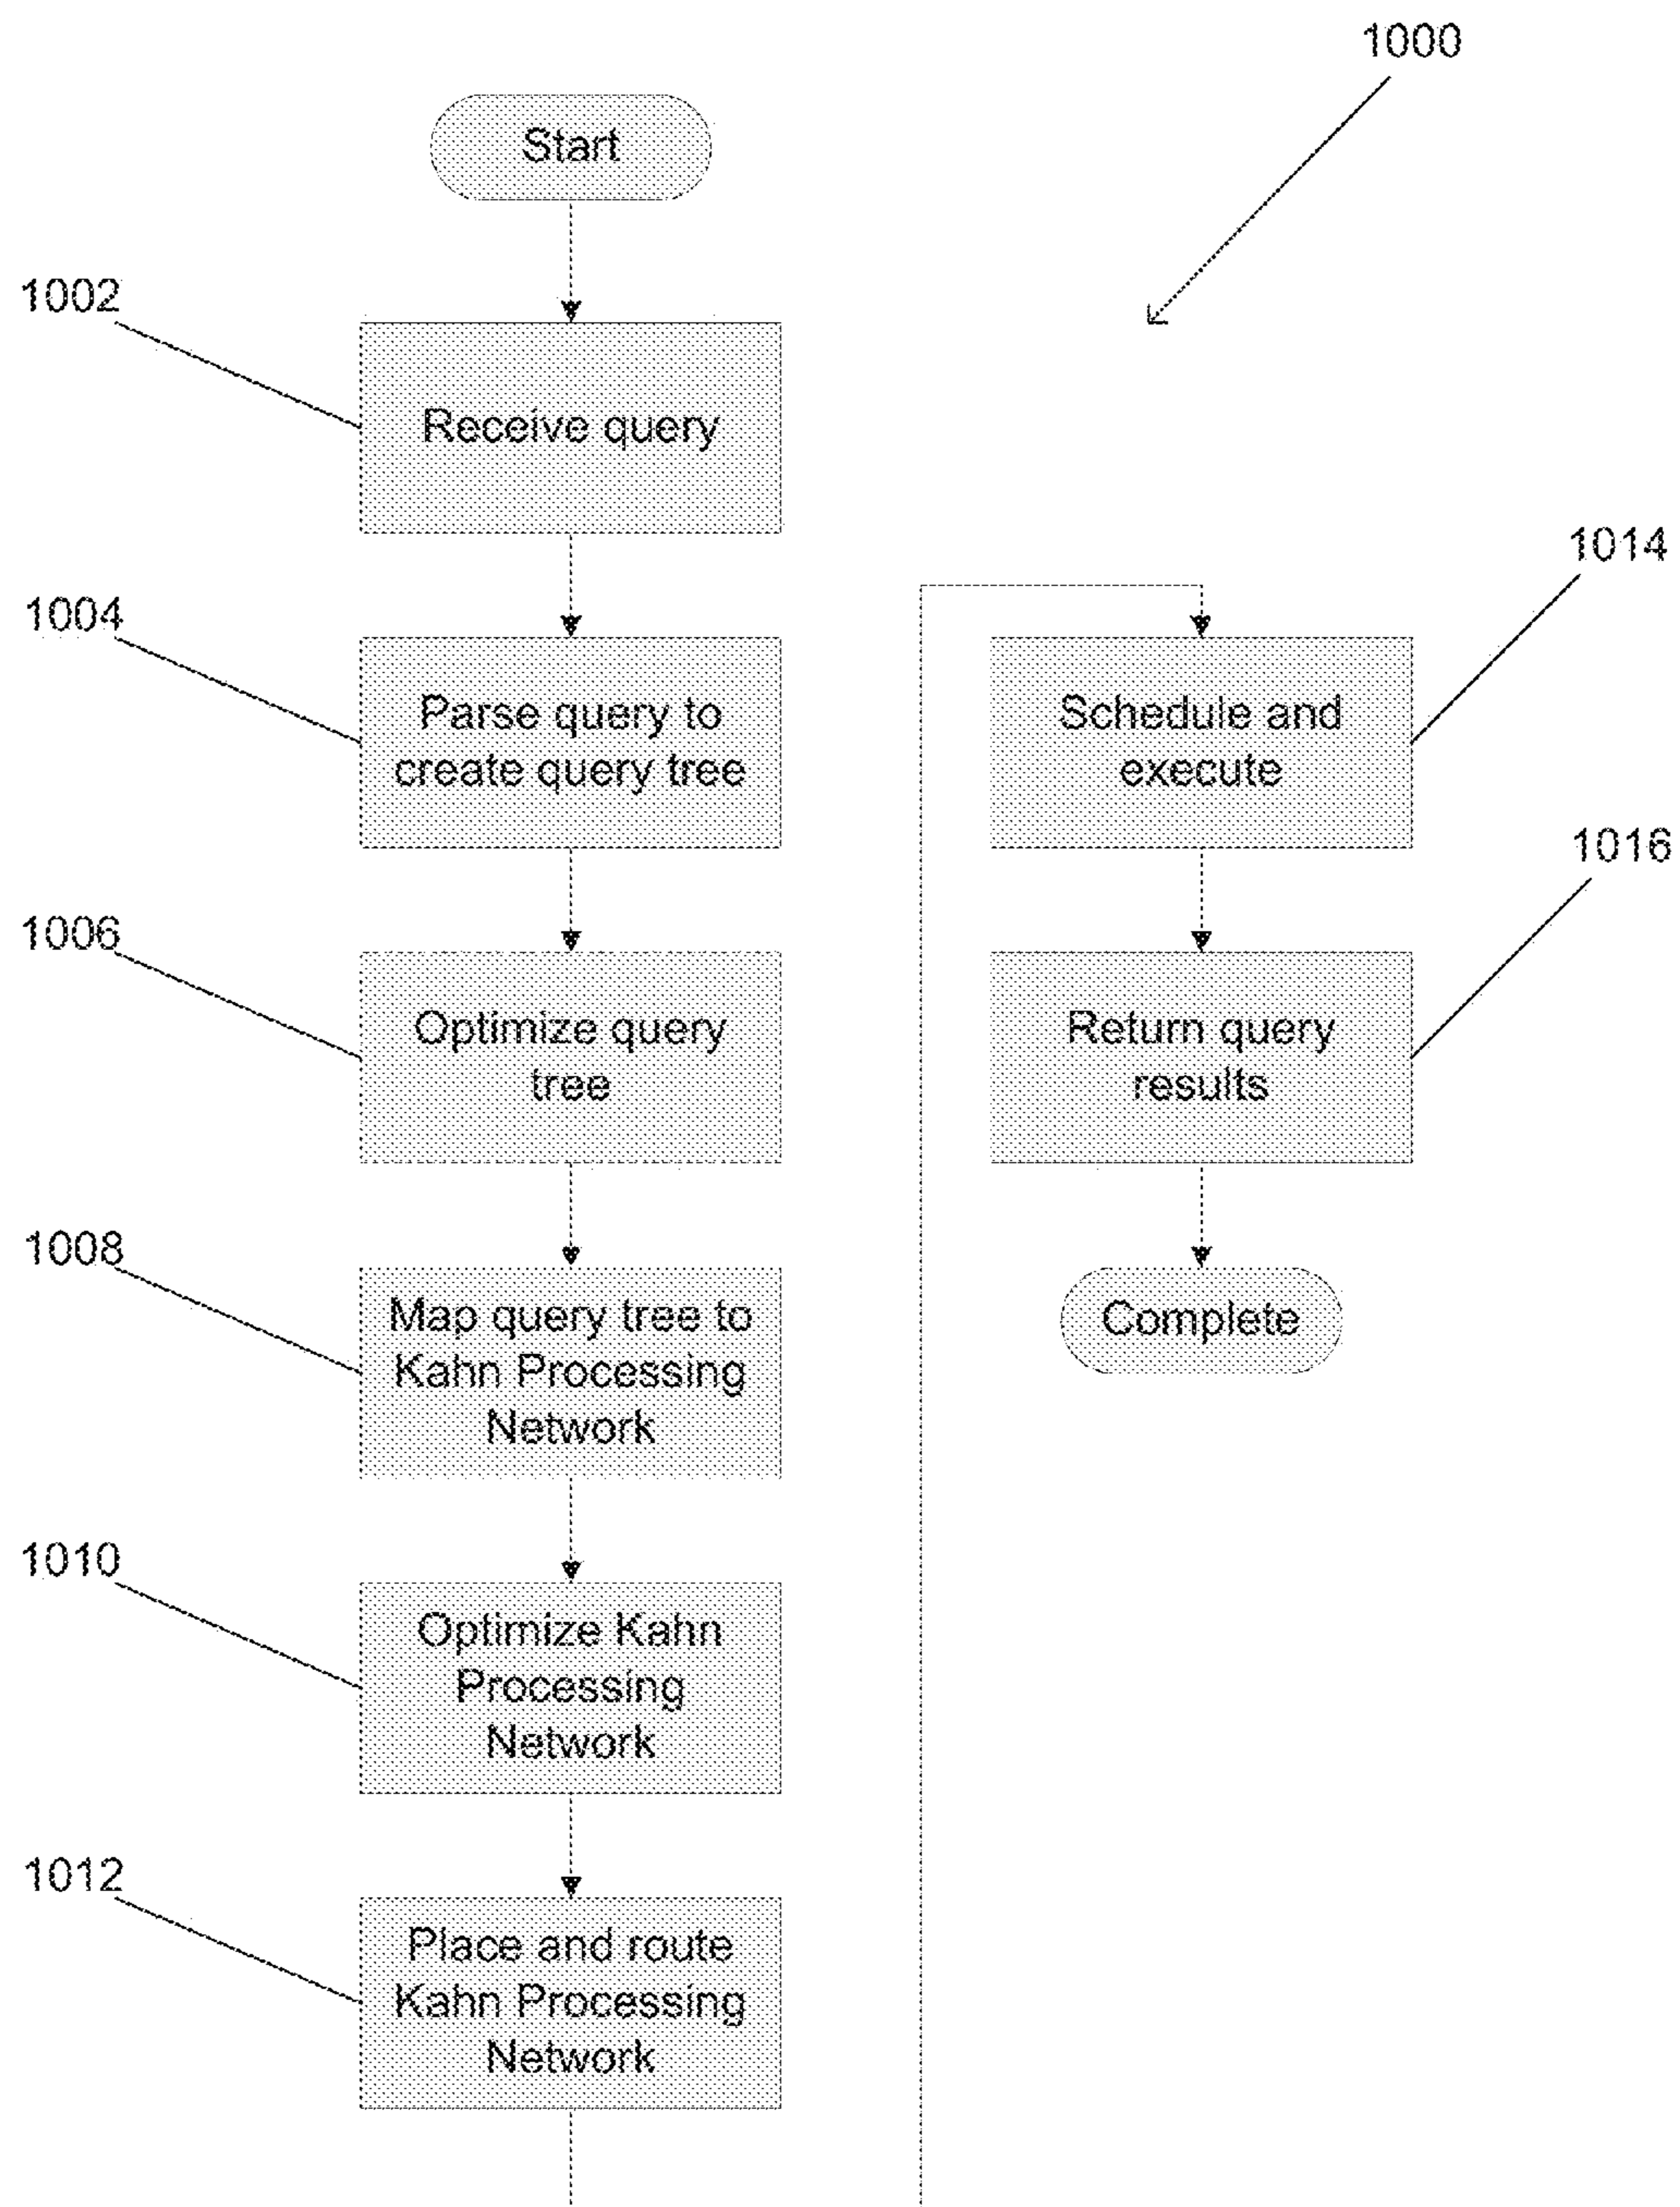 1000
Start
1002
Receive query
1004
Parse query to
create query tree
1006
Optimize query
tree
1008
Map query tree to
Kahn Processing
Network
1010
Optimize Kahn
Processing
Network
1012
Place and route
Kahn Processing
Network
1014
Schedule and
execute
1016
Return query
results
Complete